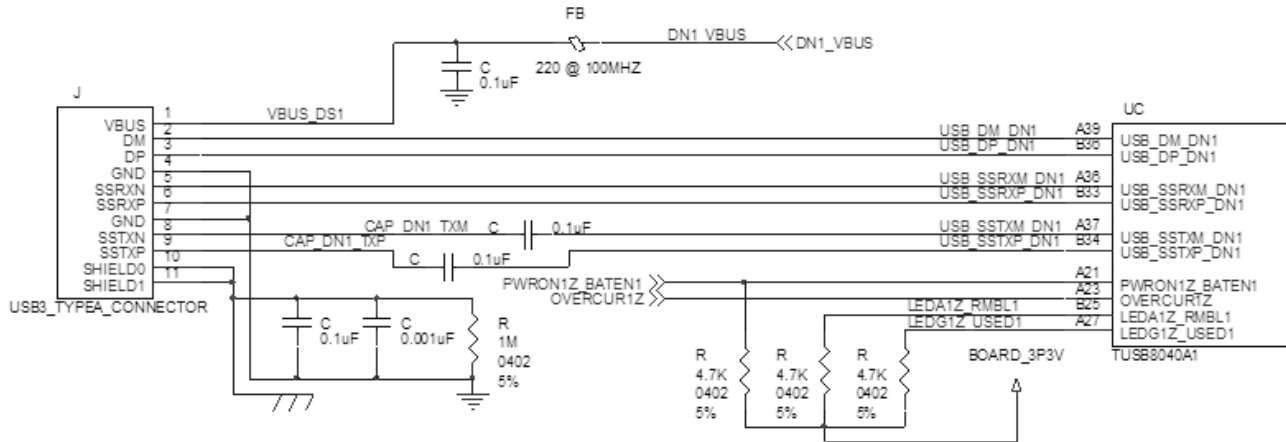 FB
DN1_VBUS
DN1_VBUS
C
0.1uF
220 @ 100MHZ
J
UC
1
VBUS_DS1
VBUS
2
USB_DM_DN1
A39
USB_DM_DN1
DM
3
USB_DP_DN1
B36
USB_DP_DN1
DP
4
GND
5
USB_SSRXM_DN1
A36
USB_SSRXM_DN1
SSRXN
6
USB_SSRXP_DN1
B33
USB_SSRXP_DN1
SSRXP
7
GND
8
CAP_DN1_TXM
C
0.1uF
USB_SSTXM_DN1
A37
USB_SSTXM_DN1
SSTXN
9
CAP_DN1_TXP
USB_SSTXP_DN1
B34
USB_SSTXP_DN1
SSTXP
10
C
0.1uF
SHIELD0
11
SHIELD1
USB3_TYPEA_CONNECTOR
PWRON1Z_BATEN1
A21
PWRON1Z_BATEN1
OVERCUR1Z
A23
OVERCUR1Z
LEDA1Z_RMBL1
B25
LEDA1Z_RMBL1
LEDG1Z_USED1
A27
LEDG1Z_USED1
TUSB8040A1
C
0.1uF
C
0.001uF
R
1M
0402
5%
R
4.7K
0402
5%
R
4.7K
0402
5%
R
4.7K
0402
5%
BOARD_3P3V